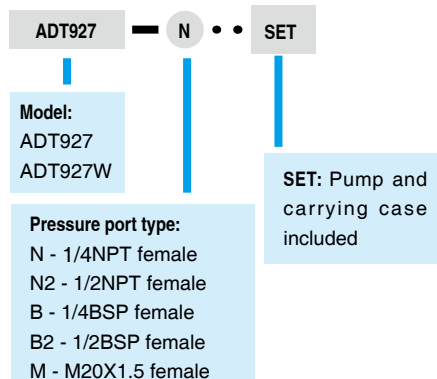 ADT927 — N • • SET
Model:
ADT927
ADT927W
SET: Pump and
carrying case
included
Pressure port type:
N - 1/4NPT female
N2 - 1/2NPT female
B - 1/4BSP female
B2 - 1/2BSP female
M - M20X1.5 female